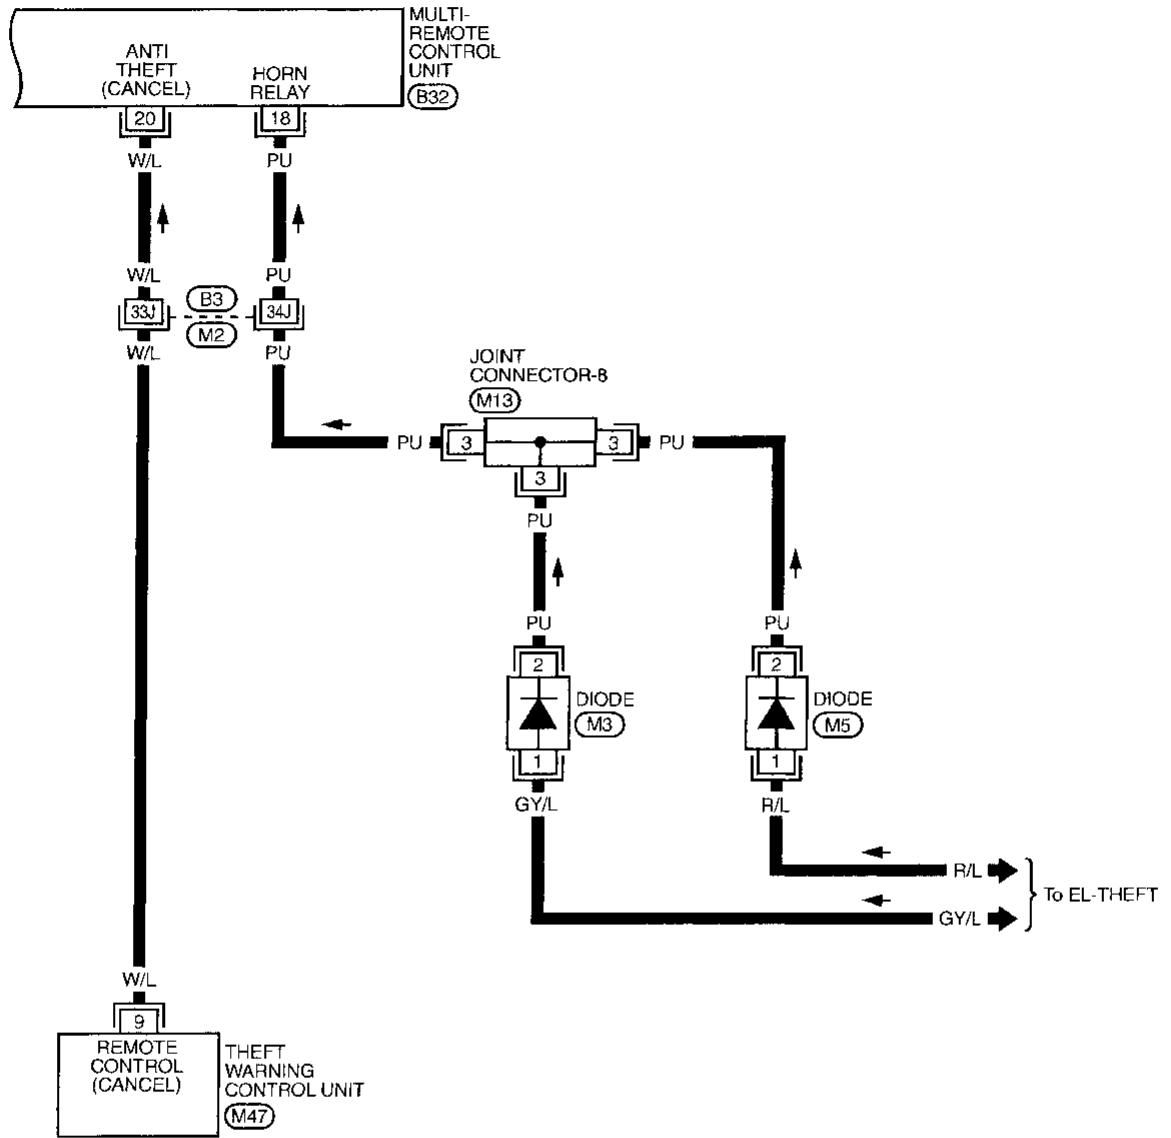 MULTI-
REMOTE
CONTROL
UNIT
B32
ANTI
THEFT
(CANCEL)
HORN
RELAY
20
18
W/L
PU
W/L
PU
33J
B3
M2
34J
W/L
PU
JOINT
CONNECTOR-8
M13
PU
3
3
PU
3
PU
PU
PU
2
2
DIODE
M3
DIODE
M5
1
1
GY/L
R/L
R/L
GY/L
To EL-THEFT
W/L
9
REMOTE
CONTROL
(CANCEL)
THEFT
WARNING
CONTROL UNIT
M47